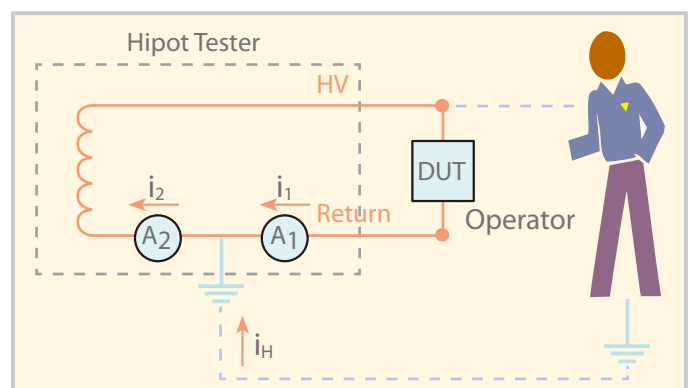 Hipot Tester
HV
DUT
i2
i1
Return
Operator
A2
A1
iH